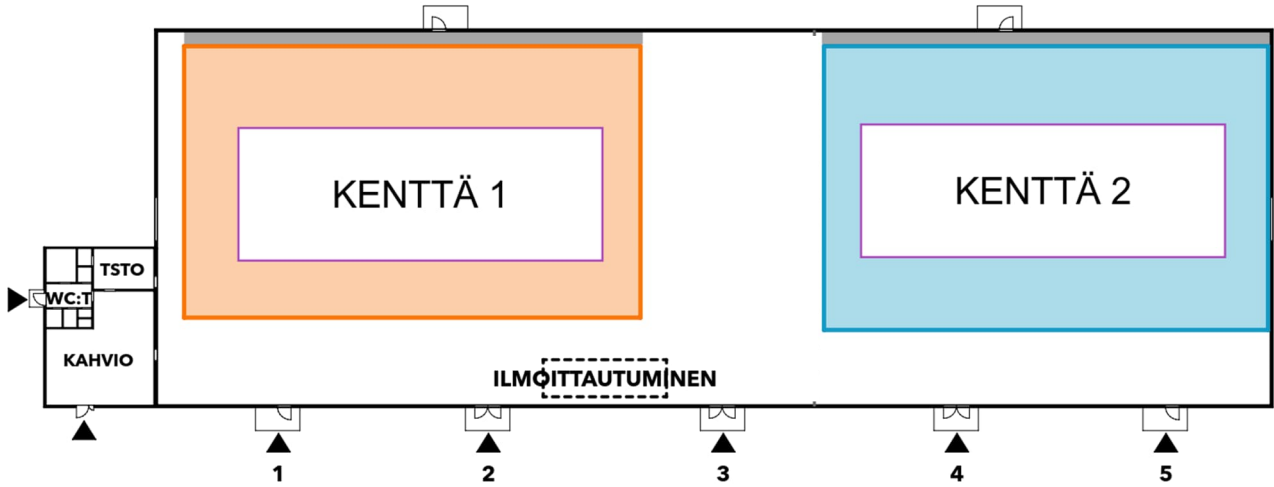 KENTTÄ 1
KENTTÄ 2
TSTO
WC:T
KAHVIO
ILMOITTAUTUMINEN
1
2
3
4
5